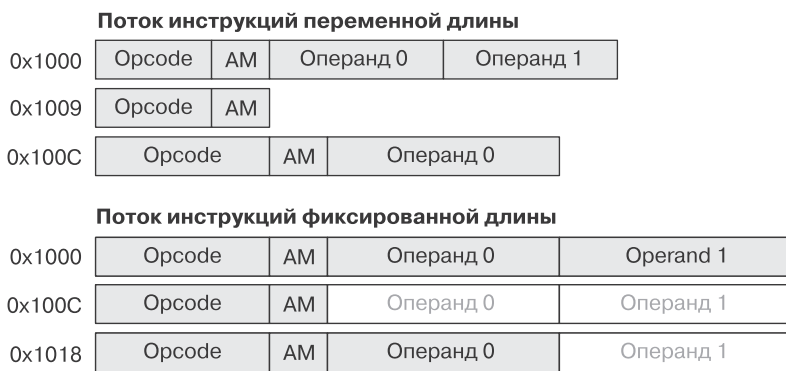 Поток инструкций переменной длины
0x1000 Opcode AM Операнд 0 Операнд 1
0x1009 Opcode AM
0x100C Opcode AM Операнд 0
Поток инструкций фиксированной длины
0x1000 Opcode AM Операнд 0 Operand 1
0x100C Opcode AM Операнд 0 Операнд 1
0x1018 Opcode AM Операнд 0 Операнд 1